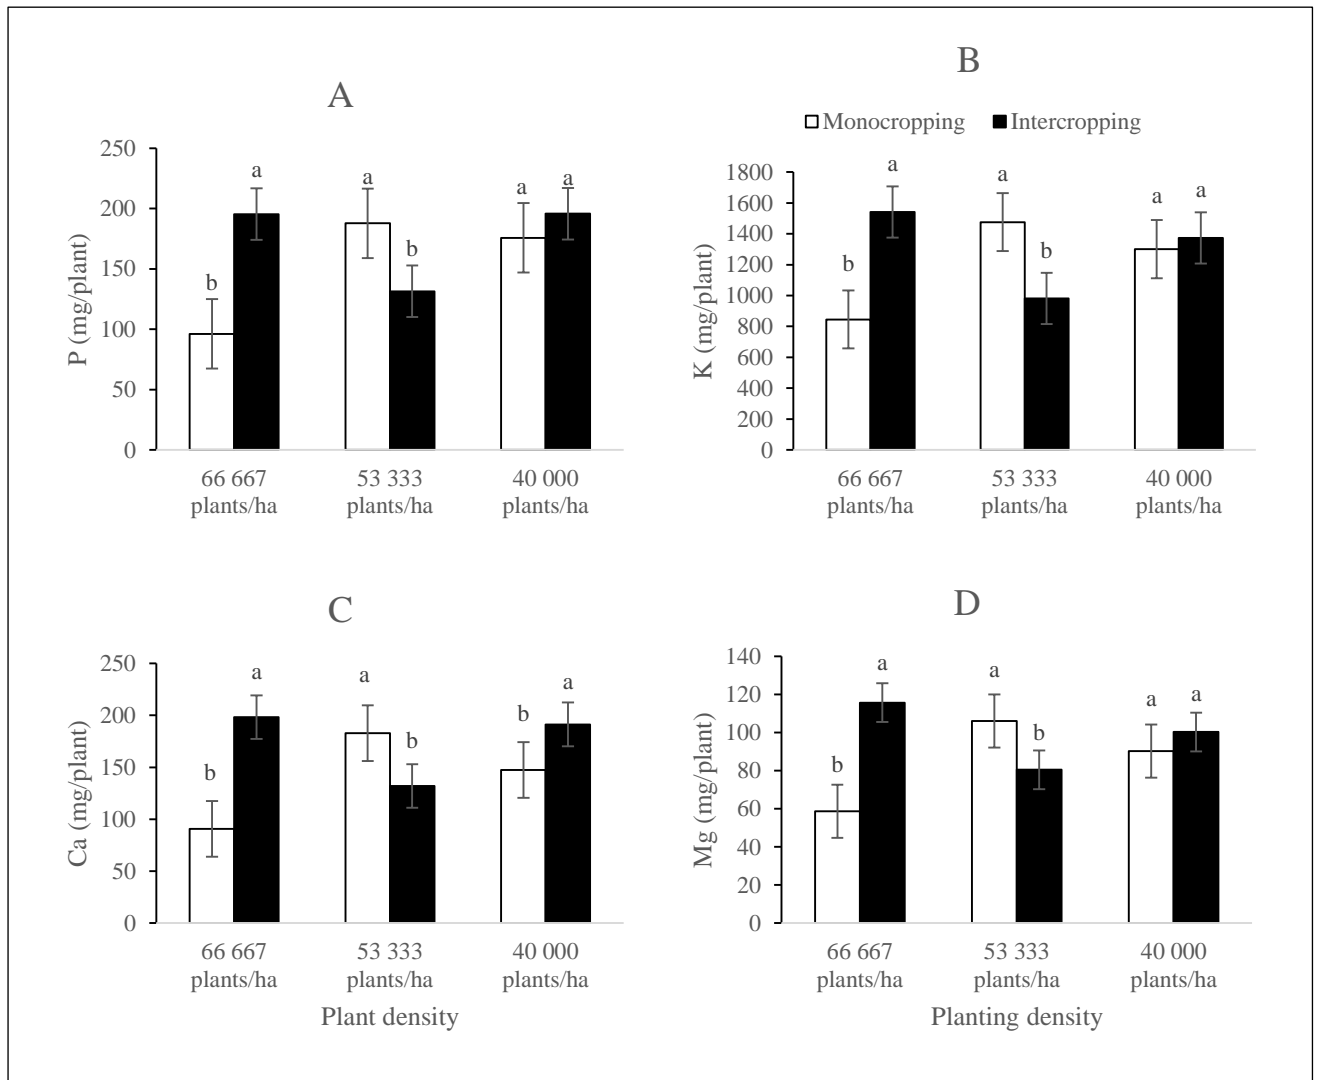 A
250
200
150
100
50
0
P (mg/plant)
b
a
a
b
a
a
66 667 plants/ha
53 333 plants/ha
40 000 plants/ha
B
Monocropping Intercropping
1800
1600
1400
1200
1000
800
600
400
200
0
K (mg/plant)
b
a
a
b
a
a
66 667 plants/ha
53 333 plants/ha
40 000 plants/ha
C
250
200
150
100
50
0
Ca (mg/plant)
b
a
a
b
b
a
66 667 plants/ha
53 333 plants/ha
40 000 plants/ha
Plant density
D
140
120
100
80
60
40
20
0
Mg (mg/plant)
b
a
a
b
a
a
66 667 plants/ha
53 333 plants/ha
40 000 plants/ha
Planting density